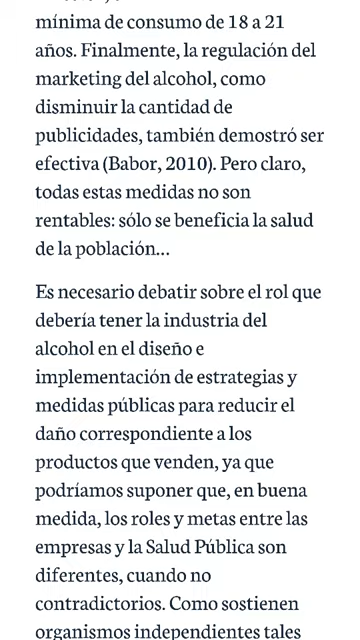 mínima de consumo de 18 a 21
años. Finalmente, la regulación del
marketing del alcohol, como
disminuir la cantidad de
publicidades, también demostró ser
efectiva (Babor, 2010). Pero claro,
todas estas medidas no son
rentables: sólo se beneficia la salud
de la población...
Es necesario debatir sobre el rol que
debería tener la industria del
alcohol en el diseño e
implementación de estrategias y
medidas públicas para reducir el
daño correspondiente a los
productos que venden, ya que
podríamos suponer que, en buena
medida, los roles y metas entre las
empresas y la Salud Pública son
diferentes, cuando no
contradictorios. Como sostienen
organismos independientes tales